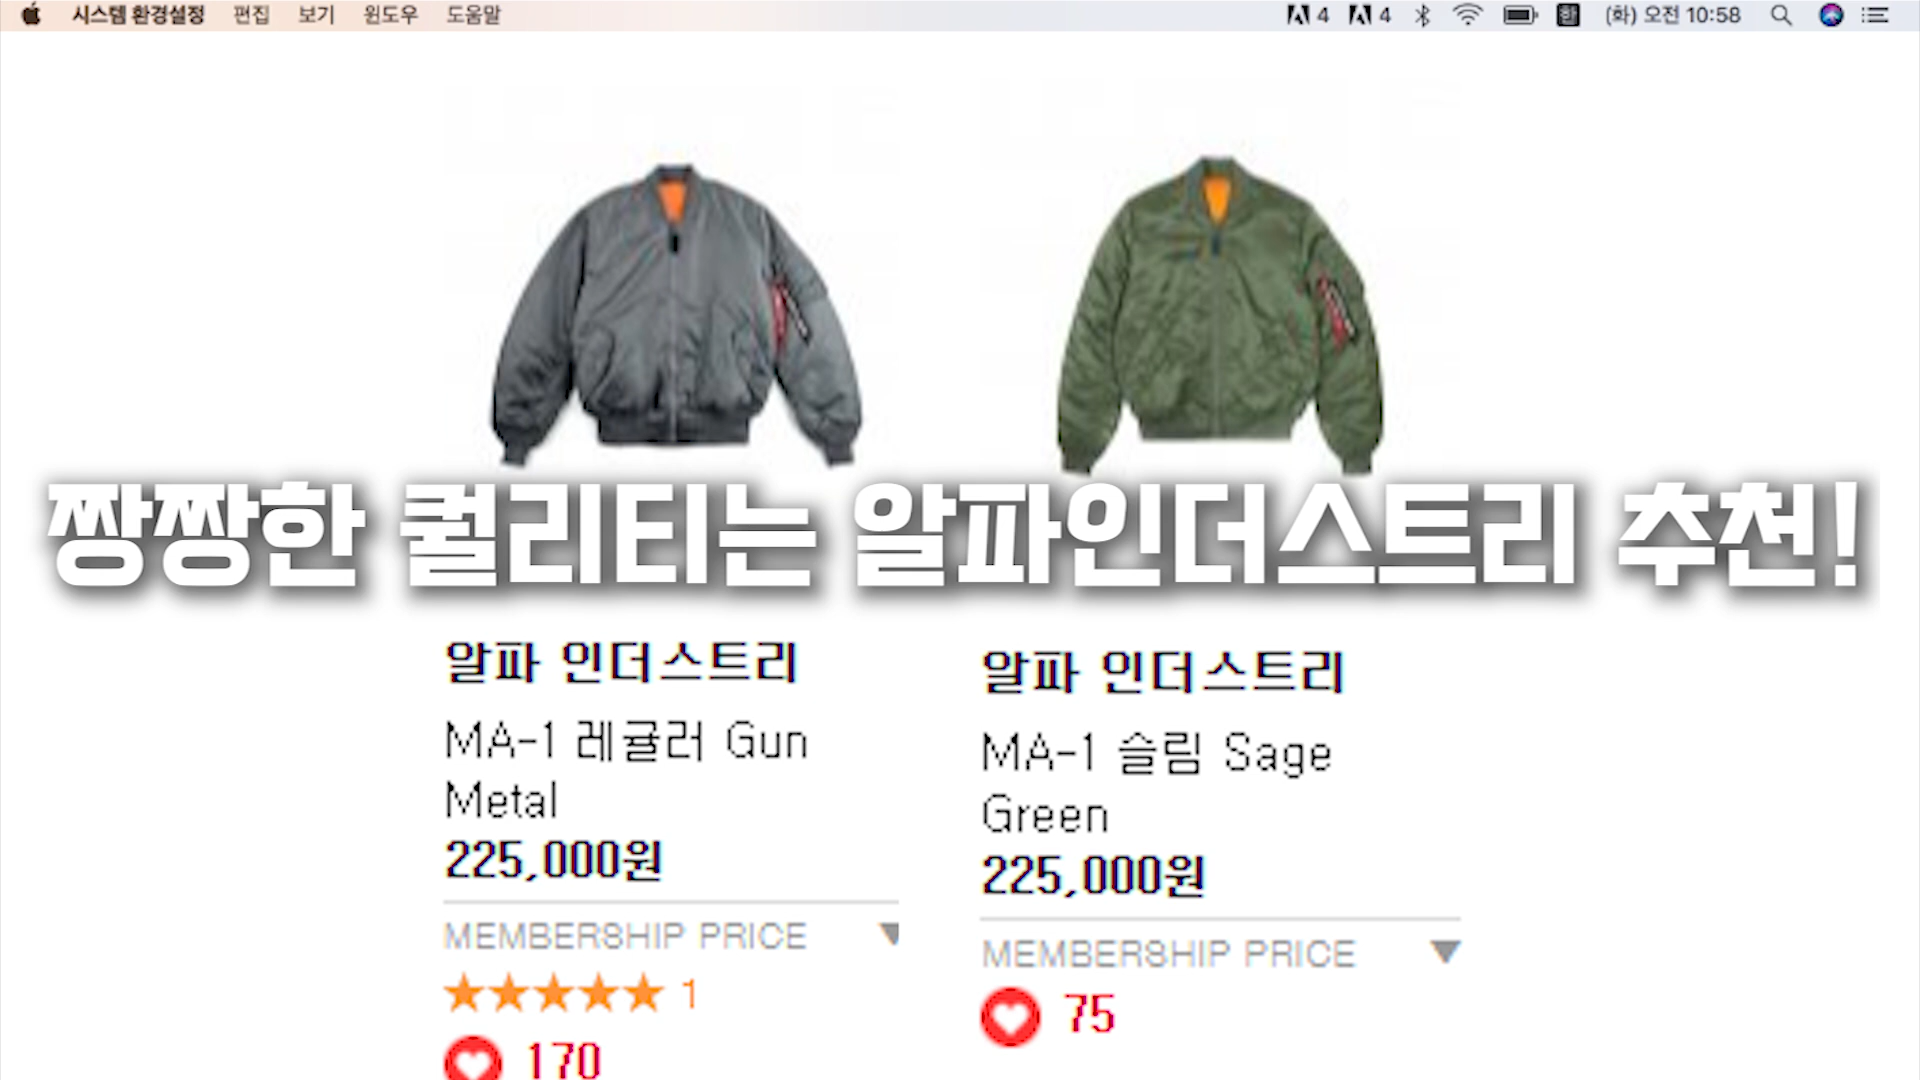 시스템 환경설정 편집 보기 윈도우 도움말 4 4 한 (화) 오전 10:58
짱짱한 퀄리티는 알파인더스트리 추천!
알파 인더스트리
MA-1 레귤러 Gun
Metal
225,000원
MEMBERSHIP PRICE ▼
★★★★★ 1
170
알파 인더스트리
MA-1 슬림 Sage
Green
225,000원
MEMBERSHIP PRICE ▼
75